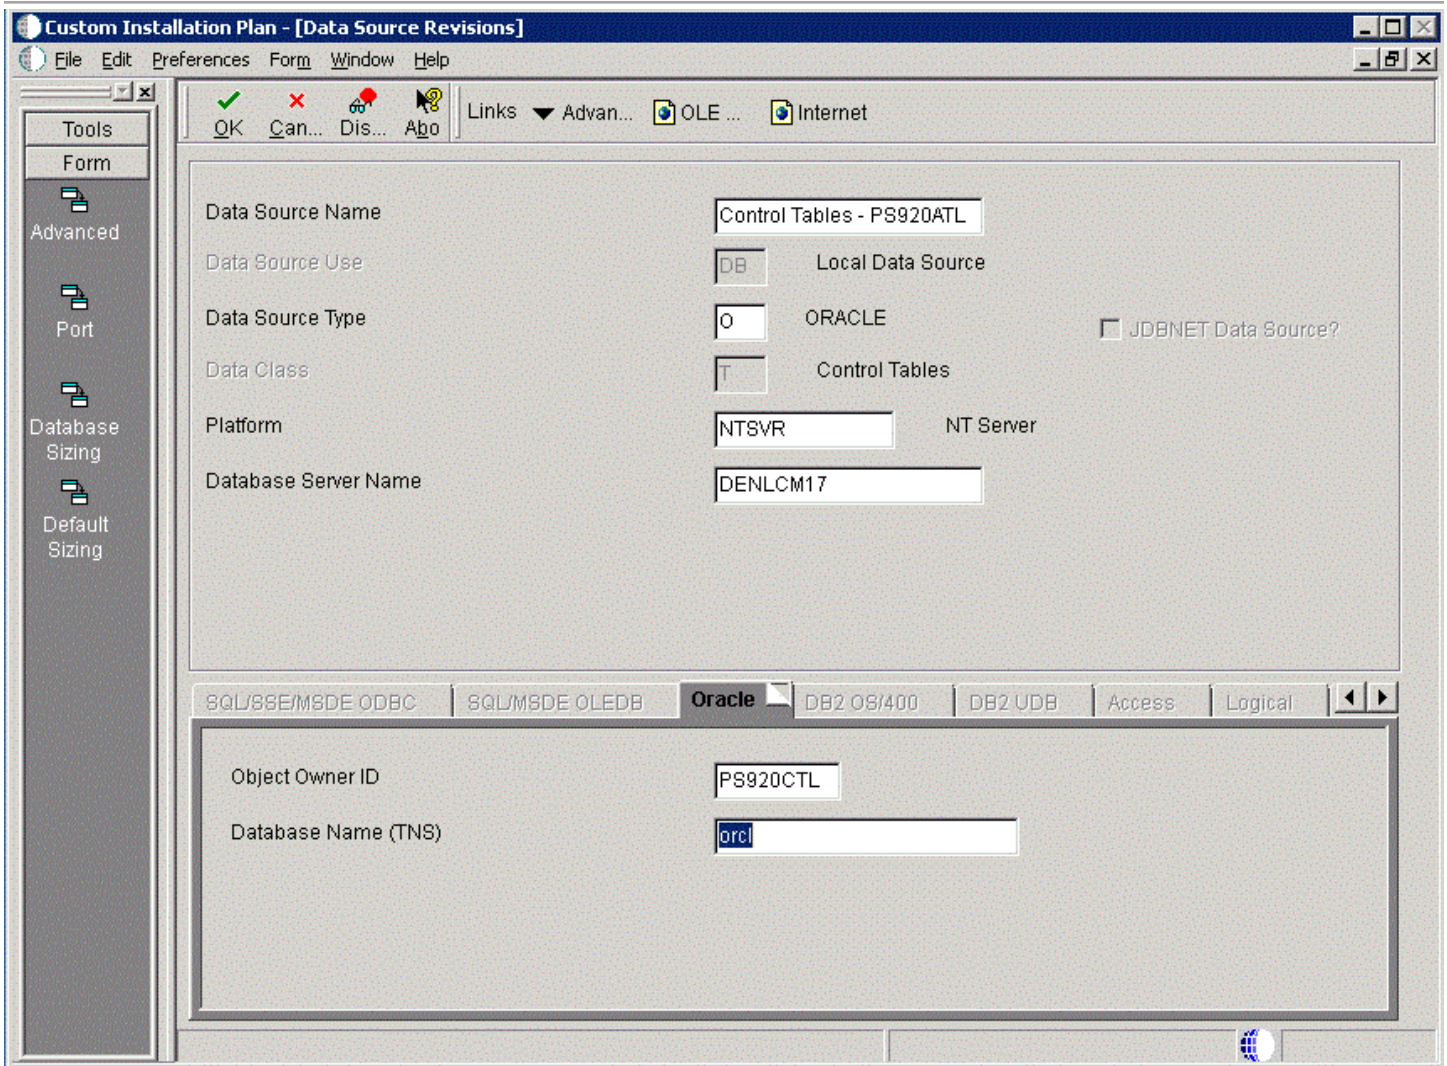 Custom Installation Plan - [Data Source Revisions]
File Edit Preferences Form Window Help
Tools
Form
Advanced
Port
Database
Sizing
Default
Sizing
OK Can... Dis... Abo Links Advan... OLE ... Internet
Data Source Name Control Tables - PS920ATL
Data Source Use DB Local Data Source
Data Source Type O ORACLE JDBNET Data Source?
Data Class T Control Tables
Platform NTSVR NT Server
Database Server Name DENLCM17
SQL/SSE/MSDE ODBC SQL/MSDE OLEDB Oracle DB2 OS/400 DB2 UDB Access Logical
Object Owner ID PS920CTL
Database Name (TNS) orcl